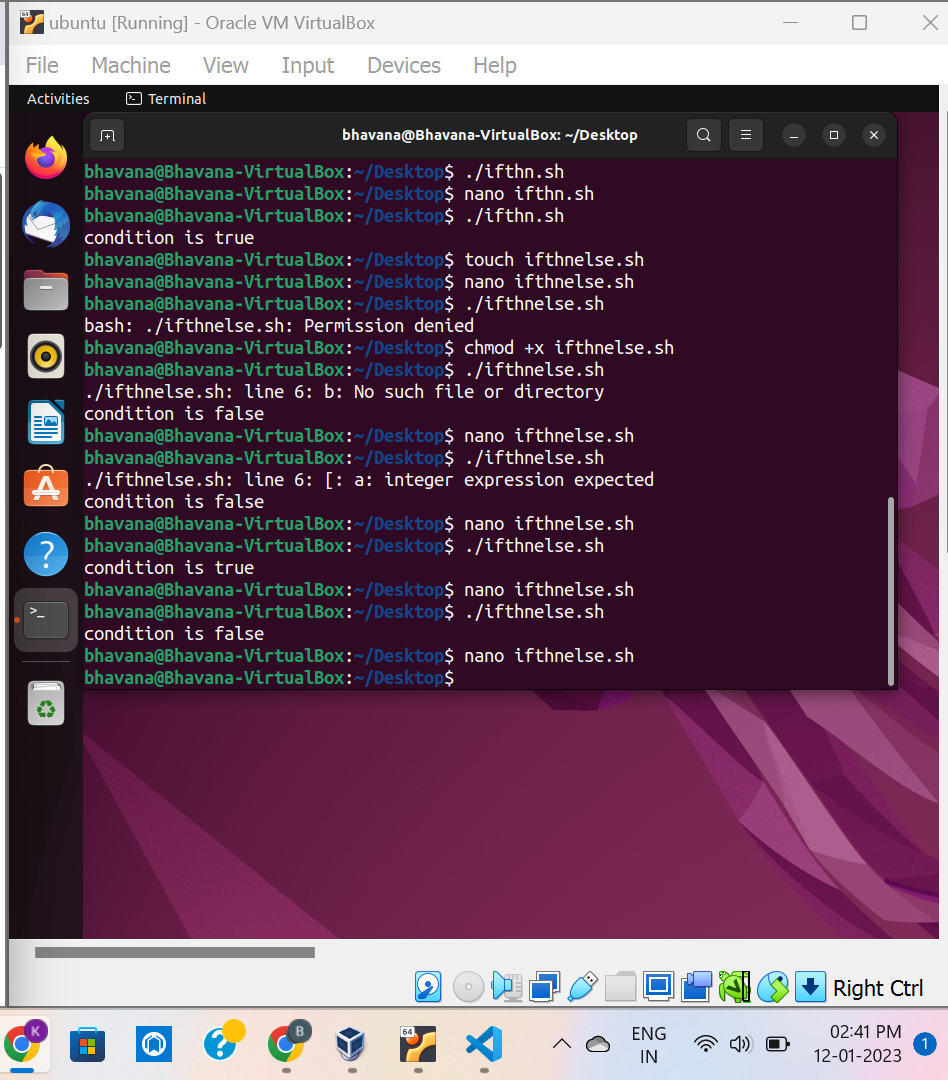 ubuntu [Running] - Oracle VM VirtualBox
File Machine View Input Devices Help
Activities Terminal
bhavana@Bhavana-VirtualBox: ~/Desktop
bhavana@Bhavana-VirtualBox:~/Desktop$ ./ifthn.sh
bhavana@Bhavana-VirtualBox:~/Desktop$ nano ifthn.sh
bhavana@Bhavana-VirtualBox:~/Desktop$ ./ifthn.sh
condition is true
bhavana@Bhavana-VirtualBox:~/Desktop$ touch ifthnelse.sh
bhavana@Bhavana-VirtualBox:~/Desktop$ nano ifthnelse.sh
bhavana@Bhavana-VirtualBox:~/Desktop$ ./ifthnelse.sh
bash: ./ifthnelse.sh: Permission denied
bhavana@Bhavana-VirtualBox:~/Desktop$ chmod +x ifthnelse.sh
bhavana@Bhavana-VirtualBox:~/Desktop$ ./ifthnelse.sh
./ifthnelse.sh: line 6: b: No such file or directory
condition is false
bhavana@Bhavana-VirtualBox:~/Desktop$ nano ifthnelse.sh
bhavana@Bhavana-VirtualBox:~/Desktop$ ./ifthnelse.sh
./ifthnelse.sh: line 6: [: a: integer expression expected
condition is false
bhavana@Bhavana-VirtualBox:~/Desktop$ nano ifthnelse.sh
bhavana@Bhavana-VirtualBox:~/Desktop$ ./ifthnelse.sh
condition is true
bhavana@Bhavana-VirtualBox:~/Desktop$ nano ifthnelse.sh
bhavana@Bhavana-VirtualBox:~/Desktop$ ./ifthnelse.sh
condition is false
bhavana@Bhavana-VirtualBox:~/Desktop$ nano ifthnelse.sh
bhavana@Bhavana-VirtualBox:~/Desktop$
Right Ctrl
K
B
64
ENG
IN
02:41 PM
12-01-2023
1